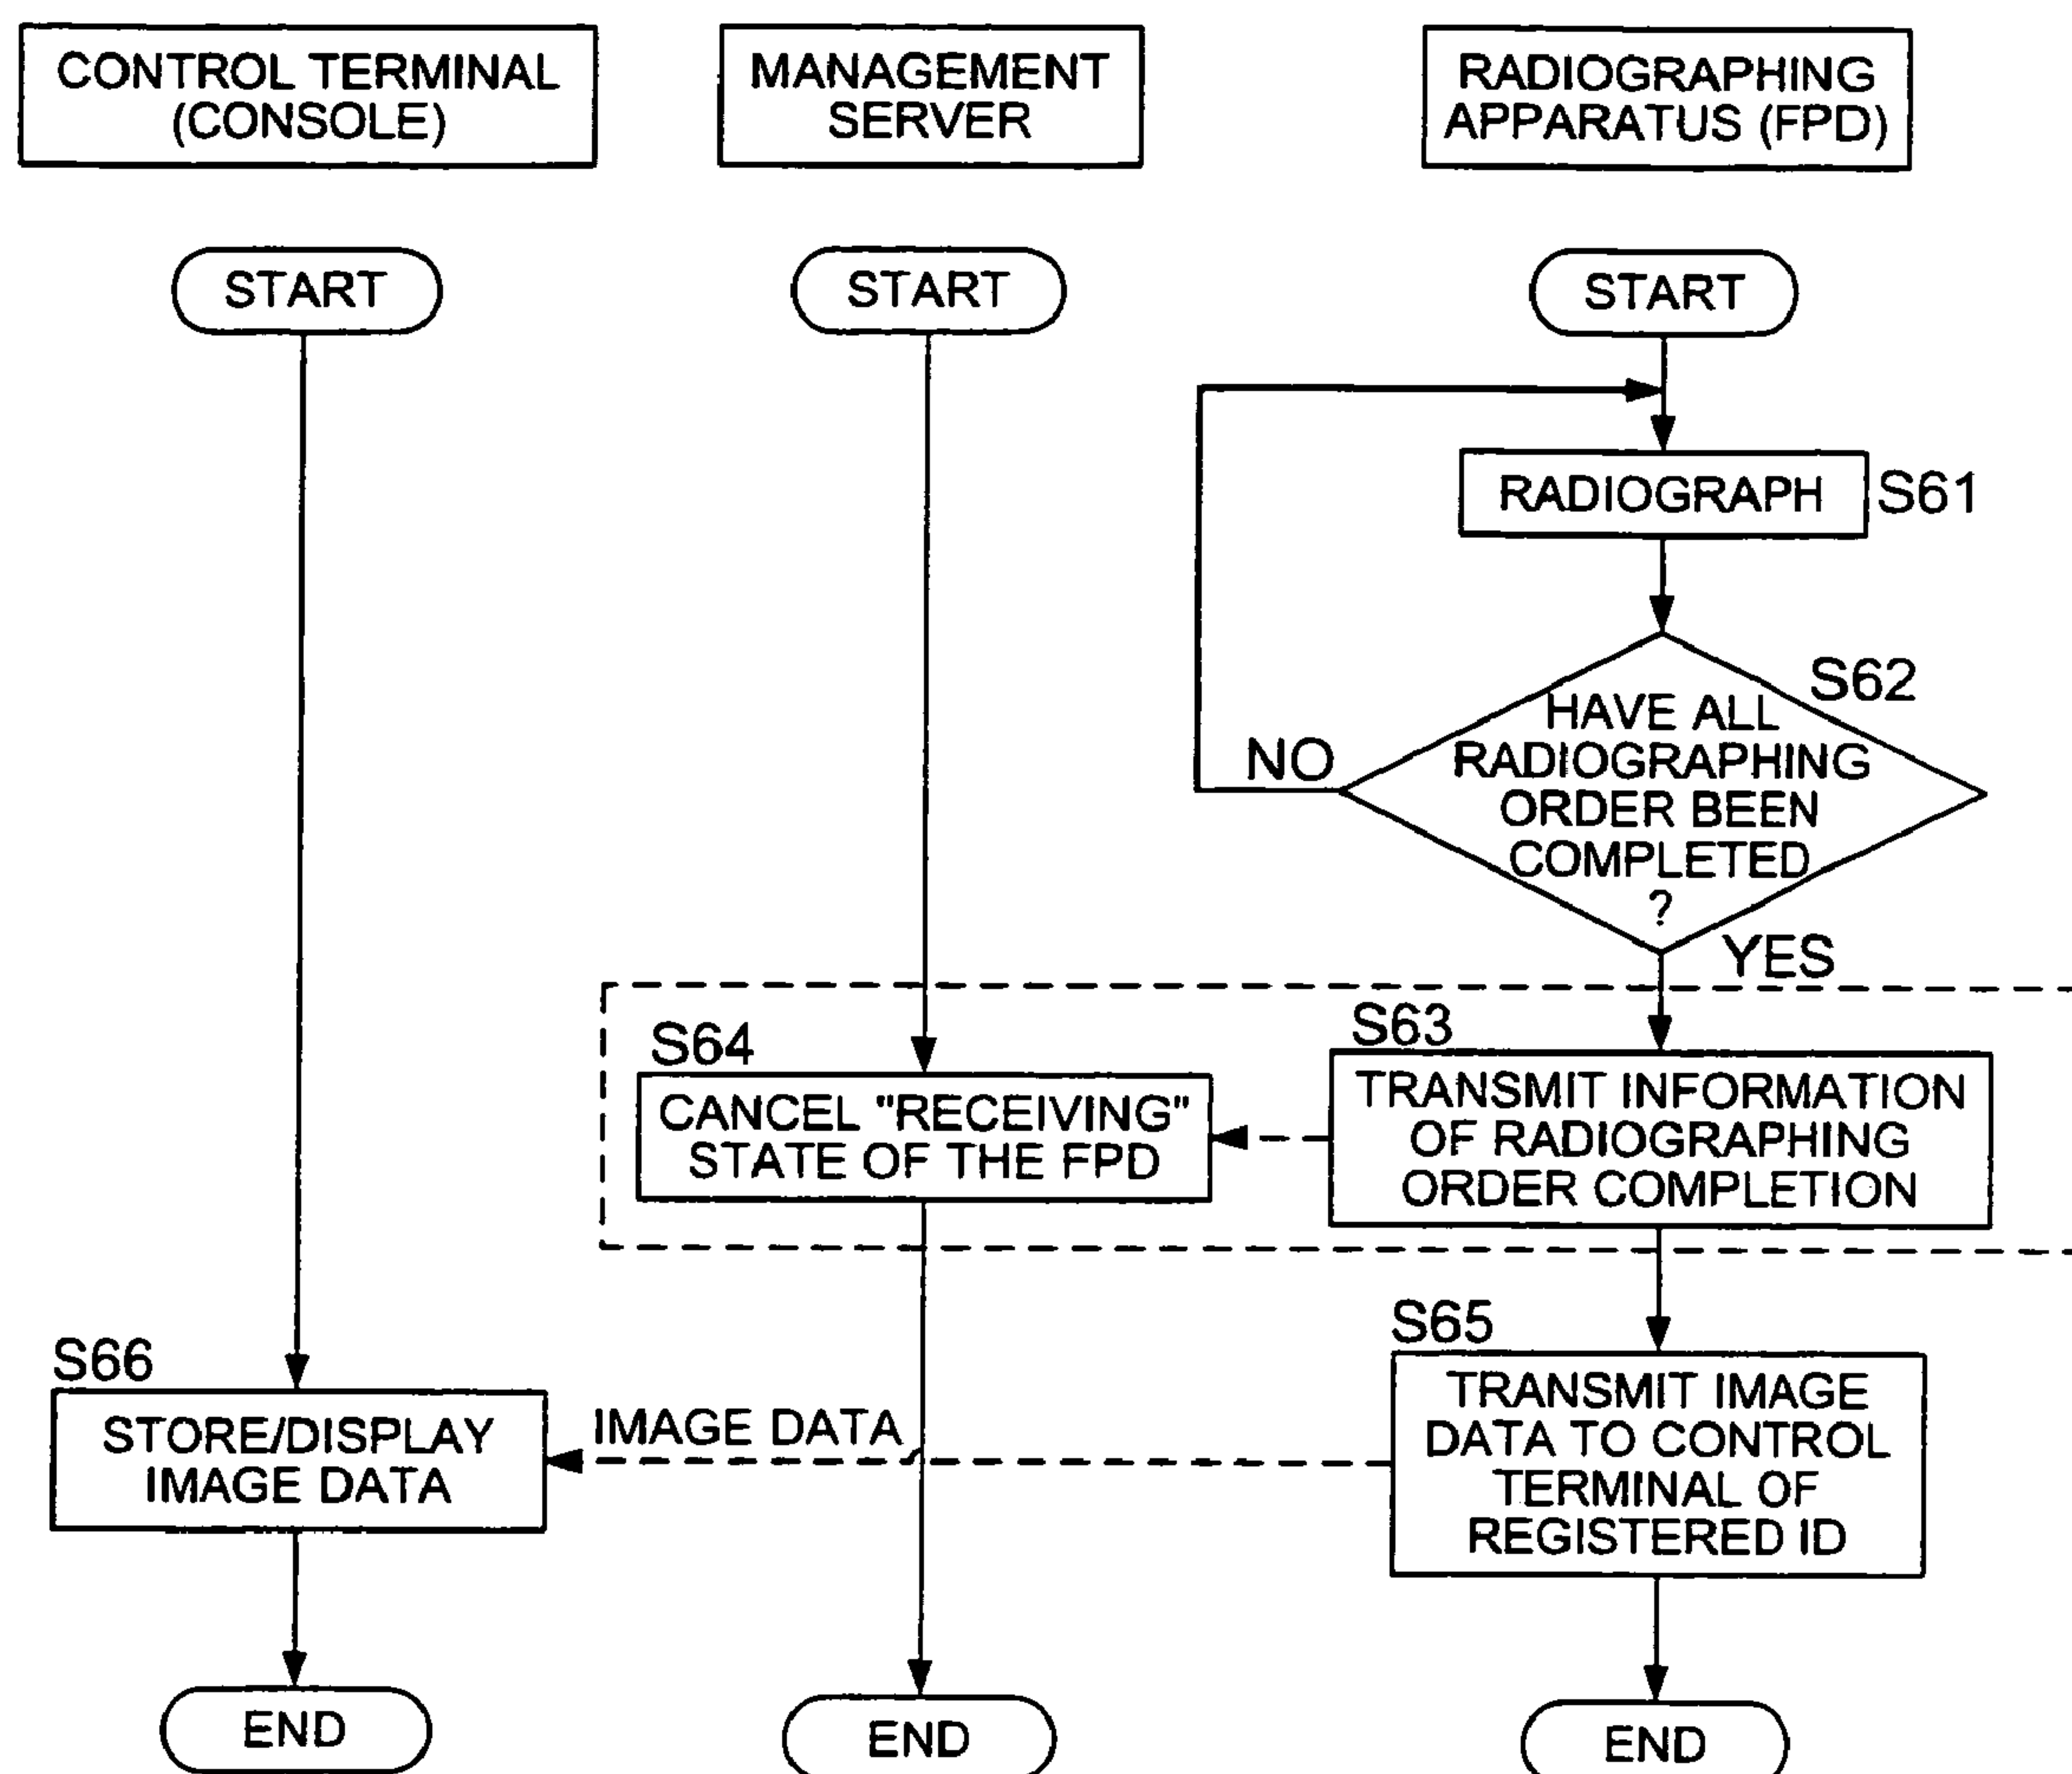 CONTROL TERMINAL
(CONSOLE)
MANAGEMENT
SERVER
RADIOGRAPHING
APPARATUS (FPD)
START
START
START
RADIOGRAPH
S61
S62
HAVE ALL
RADIOGRAPHING
ORDER BEEN
COMPLETED
?
NO
YES
S64
CANCEL "RECEIVING"
STATE OF THE FPD
S63
TRANSMIT INFORMATION
OF RADIOGRAPHING
ORDER COMPLETION
S66
STORE/DISPLAY
IMAGE DATA
IMAGE DATA
S65
TRANSMIT IMAGE
DATA TO CONTROL
TERMINAL OF
REGISTERED ID
END
END
END